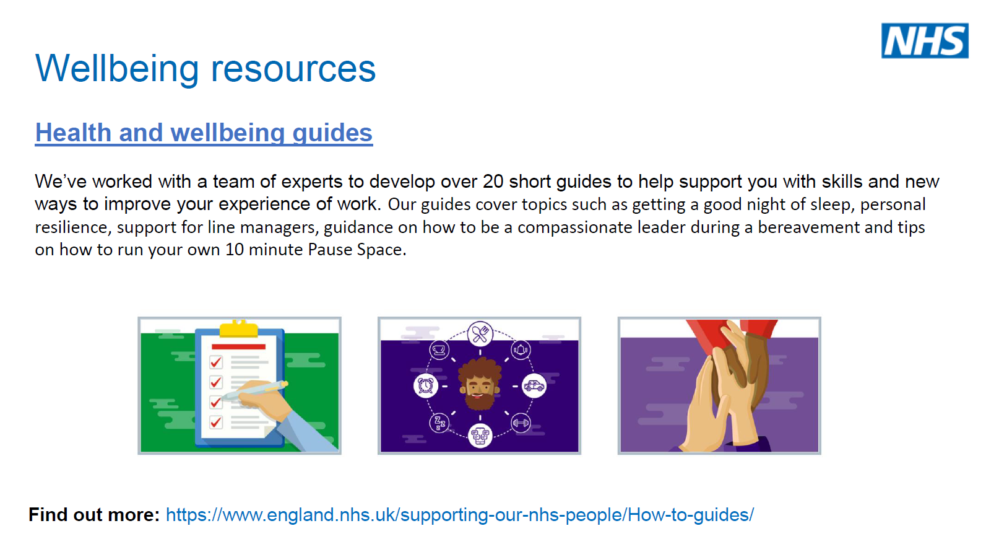 NHS
Wellbeing resources
Health and wellbeing guides
We’ve worked with a team of experts to develop over 20 short guides to help support you with skills and new
ways to improve your experience of work. Our guides cover topics such as getting a good night of sleep, personal
resilience, support for line managers, guidance on how to be a compassionate leader during a bereavement and tips
on how to run your own 10 minute Pause Space.
Z Z
Z
Find out more: https://www.england.nhs.uk/supporting-our-nhs-people/How-to-guides/